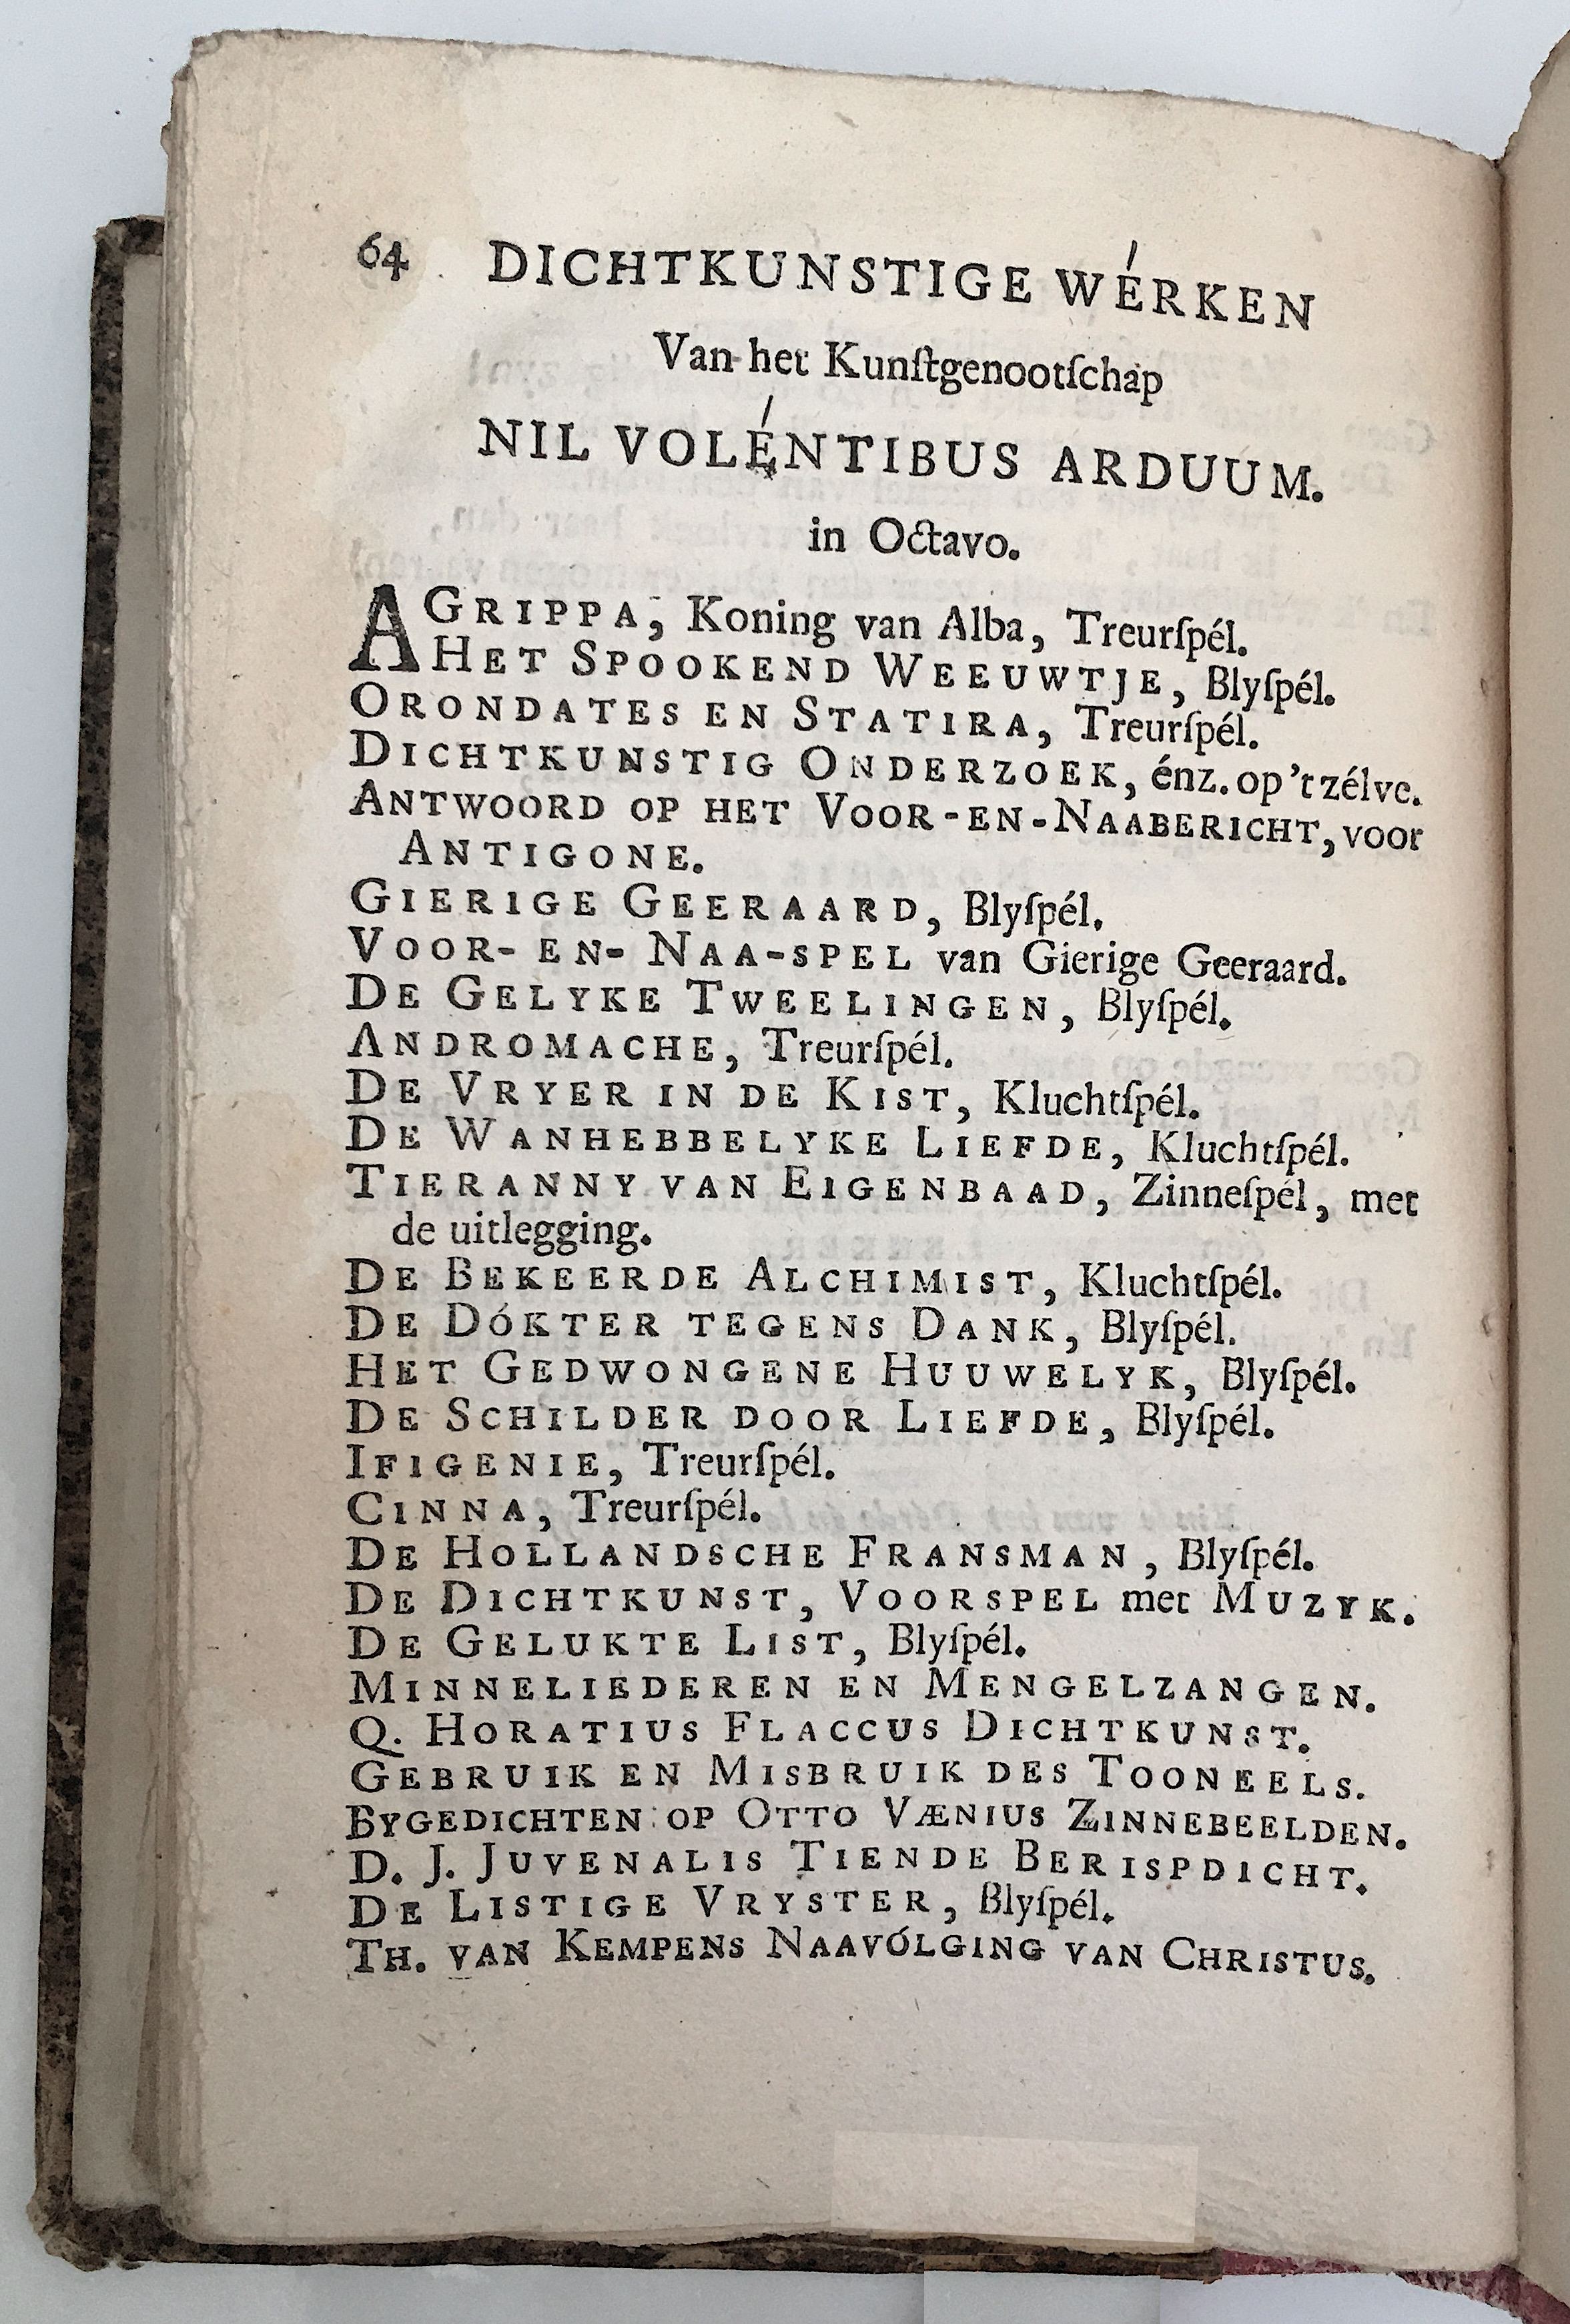 64 DICHTKUNSTIGE WÉRKEN
Van het Kunſtgenootſchap
NIL VOLÉNTIBUS ARDUUM.
in Octavo.
AGRIPPA, Koning van Alba, Treurſpél.
HET SPOOKEND WEEUWTJE, Blyſpél.
ORONDATES EN STATIRA, Treurſpél.
DICHTKUNSTIG ONDERZOEK, énz. op 't zélve.
ANTWOORD OP HET VOOR-EN-NAABERICHT, voor
ANTIGONE.
GIERIGE GEERAARD, Blyſpél.
VOOR- EN- NAA-SPEL van Gierige Geeraard.
DE GELYKE TWEELINGEN, Blyſpél.
ANDROMACHE, Treurſpél.
DE VRYER IN DE KIST, Kluchtſpél.
DE WANHEBBELYKE LIEFDE, Kluchtſpél.
TIERANNY VAN EIGENBAAD, Zinneſpél, met
de uitlegging.
DE BEKEERDE ALCHIMIST, Kluchtſpél.
DE DÓKTER TEGENS DANK, Blyſpél.
HET GEDWONGENE HUUWELYK, Blyſpél.
DE SCHILDER DOOR LIEFDE, Blyſpél.
IFIGENIE, Treurſpél.
CINNA, Treurſpél.
DE HOLLANDSCHE FRANSMAN, Blyſpél.
DE DICHTKUNST, VOORSPEL met MUZYK.
DE GELUKTE LIST, Blyſpél.
MINNELIEDEREN EN MENGELZANGEN.
Q. HORATIUS FLACCUS DICHTKUNST.
GEBRUIK EN MISBRUIK DES TOONEELS.
BYGEDICHTEN OP OTTO VÆNIUS ZINNEBEELDEN.
D. J. JUVENALIS TIENDE BERISPDICHT.
DE LISTIGE VRYSTER, Blyſpél.
TH. VAN KEMPENS NAAVÓLGING VAN CHRISTUS.